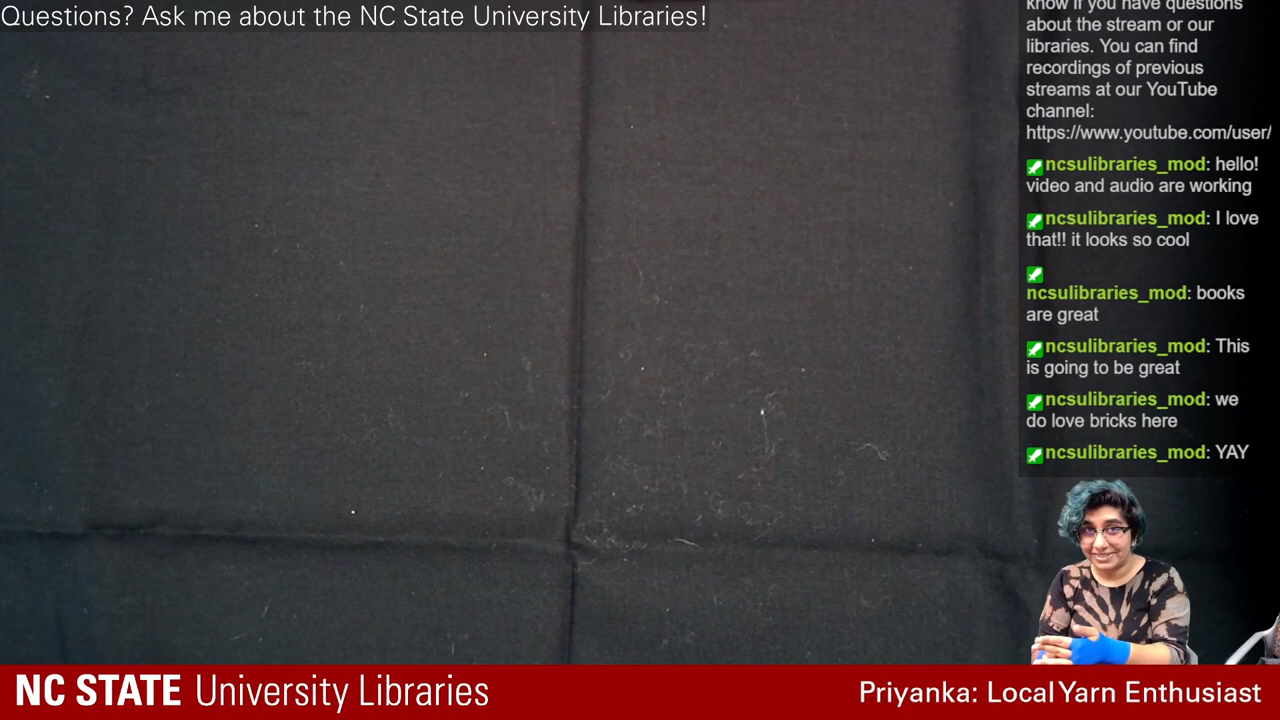 Questions? Ask me about the NC State University Libraries!
know if you have questions
about the stream or our
libraries. You can find
recordings of previous
streams at our YouTube
channel:
https://www.youtube.com/user/
ncsulibraries_mod: hello!
video and audio are working
ncsulibraries_mod: I love
that!! it looks so cool
ncsulibraries_mod: books
are great
ncsulibraries_mod: This
is going to be great
ncsulibraries_mod: we
do love bricks here
ncsulibraries_mod: YAY
NC STATE University Libraries
Priyanka: Local Yarn Enthusiast